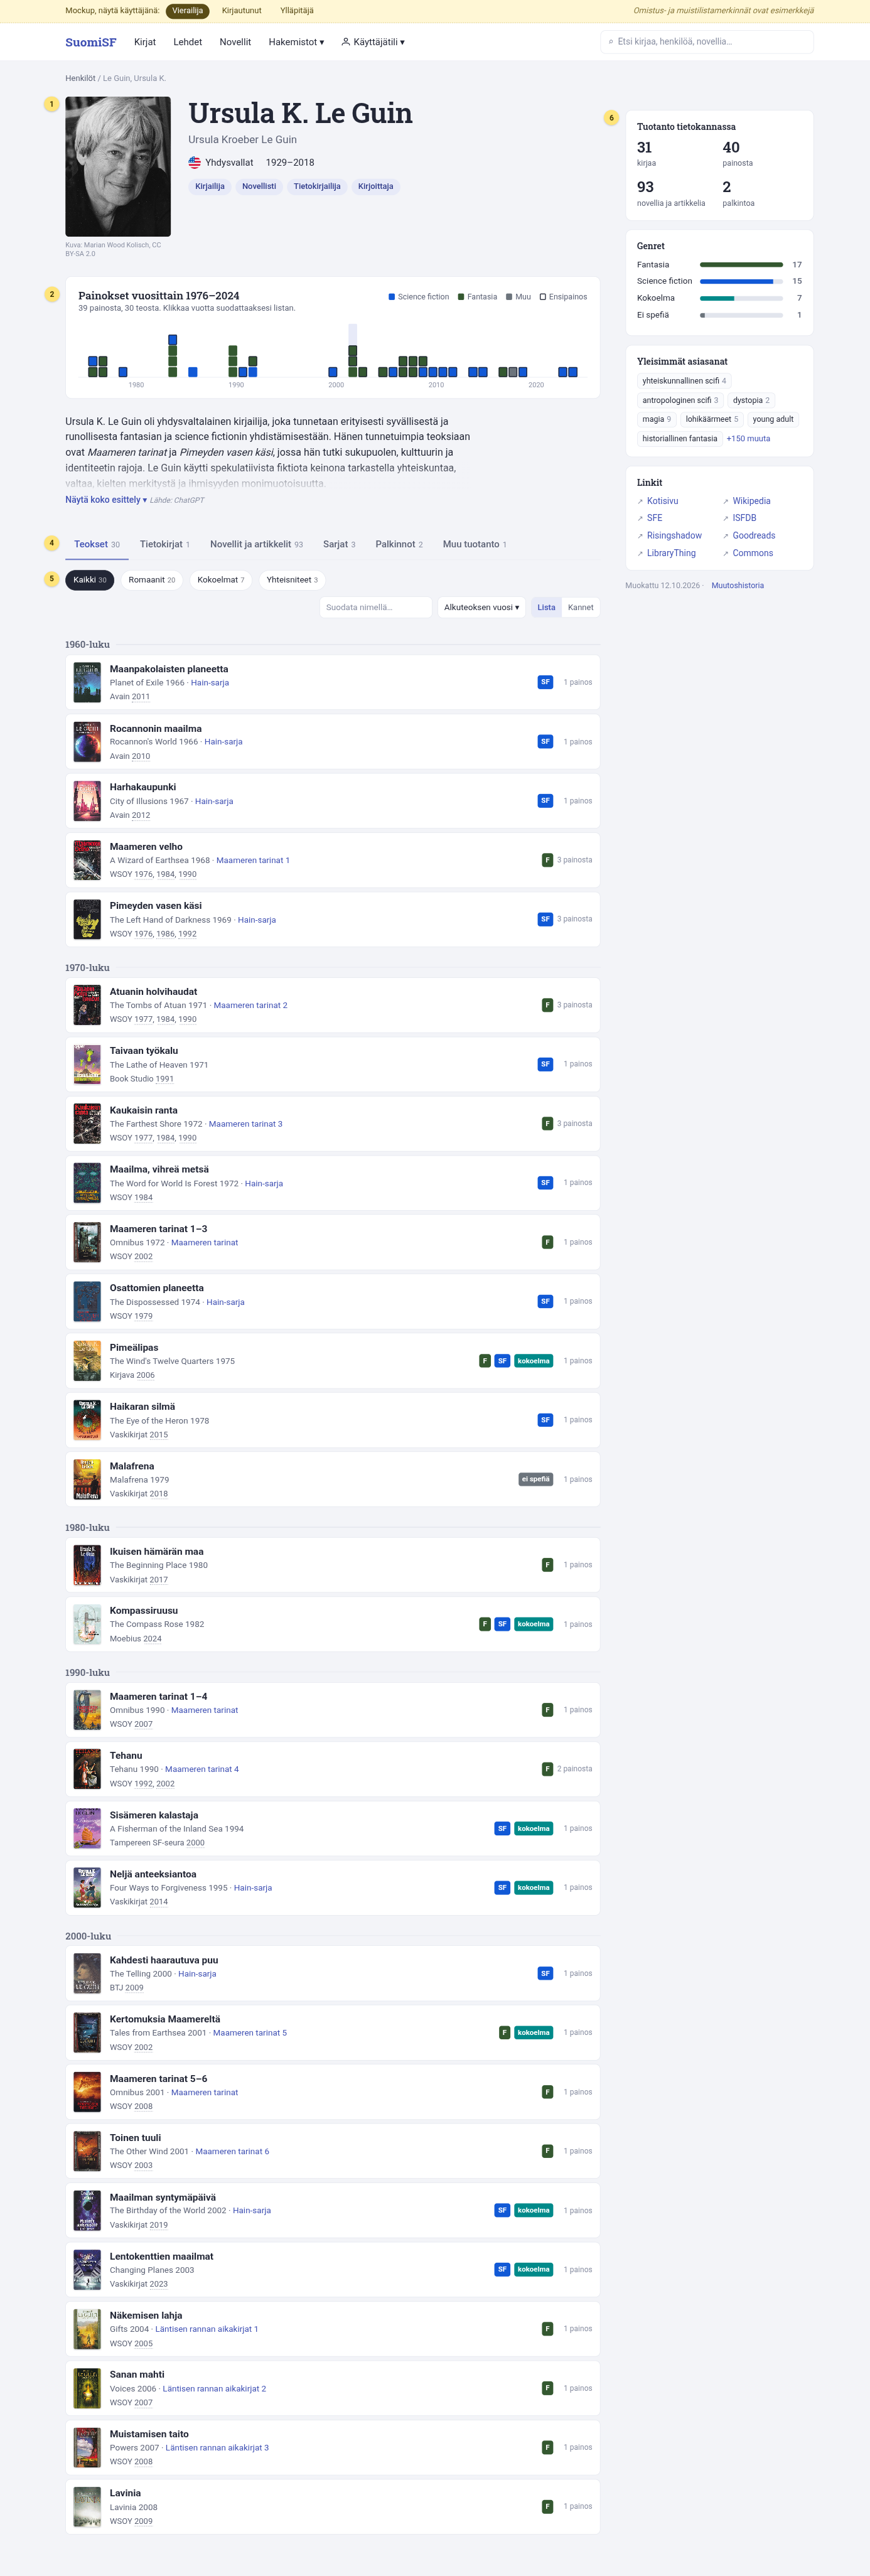 Mockup, näytä käyttäjänä: Vierailija Kirjautunut Ylläpitäjä Omistus- ja muistilistamerkinnät ovat esimerkkejä
SuomiSF Kirjat Lehdet Novellit Hakemistot ▾ Käyttäjätili ▾ Etsi kirjaa, henkilöä, novellia…
Henkilöt / Le Guin, Ursula K.
1
Ursula K. Le Guin
Ursula Kroeber Le Guin
Yhdysvallat 1929–2018
Kirjailija Novellisti Tietokirjailija Kirjoittaja
Kuva: Marian Wood Kolisch, CC
BY-SA 2.0
2
Painokset vuosittain 1976–2024
Science fiction Fantasia Muu Ensipainos
39 painosta, 30 teosta. Klikkaa vuotta suodattaaksesi listan.
1980 1990 2000 2010 2020
Ursula K. Le Guin oli yhdysvaltalainen kirjailija, joka tunnetaan erityisesti syvällisestä ja
runollisesta fantasian ja science fictionin yhdistämisestään. Hänen tunnetuimpia teoksiaan
ovat Maameren tarinat ja Pimeyden vasen käsi, joissa hän tutki sukupuolen, kulttuurin ja
identiteetin rajoja. Le Guin käytti spekulatiivista fiktiota keinona tarkastella yhteiskuntaa,
valtaa, kielten merkitystä ja ihmisyyden monimuotoisuutta.
Näytä koko esittely ▾ Lähde: ChatGPT
4
Teokset 30 Tietokirjat 1 Novellit ja artikkelit 93 Sarjat 3 Palkinnot 2 Muu tuotanto 1
5
Kaikki 30 Romaanit 20 Kokoelmat 7 Yhteisniteet 3
Suodata nimellä… Alkuteoksen vuosi ▾ Lista Kannet
1960-luku
Maanpakolaisten planeetta
Planet of Exile 1966 · Hain-sarja SF 1 painos
Avain 2011
Rocannonin maailma
Rocannon's World 1966 · Hain-sarja SF 1 painos
Avain 2010
Harhakaupunki
City of Illusions 1967 · Hain-sarja SF 1 painos
Avain 2012
Maameren velho
A Wizard of Earthsea 1968 · Maameren tarinat 1 F 3 painosta
WSOY 1976, 1984, 1990
Pimeyden vasen käsi
The Left Hand of Darkness 1969 · Hain-sarja SF 3 painosta
WSOY 1976, 1986, 1992
1970-luku
Atuanin holvihaudat
The Tombs of Atuan 1971 · Maameren tarinat 2 F 3 painosta
WSOY 1977, 1984, 1990
Taivaan työkalu
The Lathe of Heaven 1971 SF 1 painos
Book Studio 1991
Kaukaisin ranta
The Farthest Shore 1972 · Maameren tarinat 3 F 3 painosta
WSOY 1977, 1984, 1990
Maailma, vihreä metsä
The Word for World Is Forest 1972 · Hain-sarja SF 1 painos
WSOY 1984
Maameren tarinat 1–3
Omnibus 1972 · Maameren tarinat F 1 painos
WSOY 2002
Osattomien planeetta
The Dispossessed 1974 · Hain-sarja SF 1 painos
WSOY 1979
Pimeälipas
The Wind's Twelve Quarters 1975 F SF kokoelma 1 painos
Kirjava 2006
Haikaran silmä
The Eye of the Heron 1978 SF 1 painos
Vaskikirjat 2015
Malafrena
Malafrena 1979 ei spefiä 1 painos
Vaskikirjat 2018
1980-luku
Ikuisen hämärän maa
The Beginning Place 1980 F 1 painos
Vaskikirjat 2017
Kompassiruusu
The Compass Rose 1982 F SF kokoelma 1 painos
Moebius 2024
1990-luku
Maameren tarinat 1–4
Omnibus 1990 · Maameren tarinat F 1 painos
WSOY 2007
Tehanu
Tehanu 1990 · Maameren tarinat 4 F 2 painosta
WSOY 1992, 2002
Sisämeren kalastaja
A Fisherman of the Inland Sea 1994 SF kokoelma 1 painos
Tampereen SF-seura 2000
Neljä anteeksiantoa
Four Ways to Forgiveness 1995 · Hain-sarja SF kokoelma 1 painos
Vaskikirjat 2014
2000-luku
Kahdesti haarautuva puu
The Telling 2000 · Hain-sarja SF 1 painos
BTJ 2009
Kertomuksia Maamereltä
Tales from Earthsea 2001 · Maameren tarinat 5 F kokoelma 1 painos
WSOY 2002
Maameren tarinat 5–6
Omnibus 2001 · Maameren tarinat F 1 painos
WSOY 2008
Toinen tuuli
The Other Wind 2001 · Maameren tarinat 6 F 1 painos
WSOY 2003
Maailman syntymäpäivä
The Birthday of the World 2002 · Hain-sarja SF kokoelma 1 painos
Vaskikirjat 2019
Lentokenttien maailmat
Changing Planes 2003 SF kokoelma 1 painos
Vaskikirjat 2023
Näkemisen lahja
Gifts 2004 · Läntisen rannan aikakirjat 1 F 1 painos
WSOY 2005
Sanan mahti
Voices 2006 · Läntisen rannan aikakirjat 2 F 1 painos
WSOY 2007
Muistamisen taito
Powers 2007 · Läntisen rannan aikakirjat 3 F 1 painos
WSOY 2008
Lavinia
Lavinia 2008 F 1 painos
WSOY 2009
6
Tuotanto tietokannassa
31 40
kirjaa painosta
93 2
novellia ja artikkelia palkintoa
Genret
Fantasia 17
Science fiction 15
Kokoelma 7
Ei spefiä 1
Yleisimmät asiasanat
yhteiskunnallinen scifi 4
antropologinen scifi 3 dystopia 2
magia 9 lohikäärmeet 5 young adult
historiallinen fantasia +150 muuta
Linkit
↗ Kotisivu ↗ Wikipedia
↗ SFE ↗ ISFDB
↗ Risingshadow ↗ Goodreads
↗ LibraryThing ↗ Commons
Muokattu 12.10.2026 · Muutoshistoria